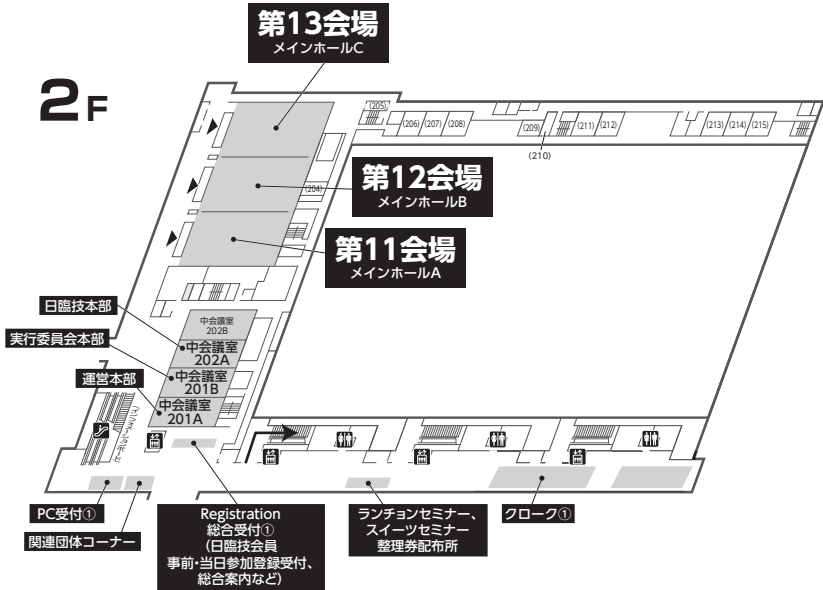 第13会場
メインホールC
2F
(205)
(206)
(207)
(208)
(209)
(210)
(211)
(212)
(213)
(214)
(215)
(204)
第12会場
メインホールB
第11会場
メインホールA
日臨技本部
中会議室
202B
実行委員会本部
中会議室
202A
中会議室
201B
運営本部
中会議室
201A
PC受付①
関連団体コーナー
Registration
総合受付①
(日臨技会員
事前・当日参加登録受付、
総合案内など)
ランチョンセミナー、
スイーツセミナー
整理券配布所
クローク①